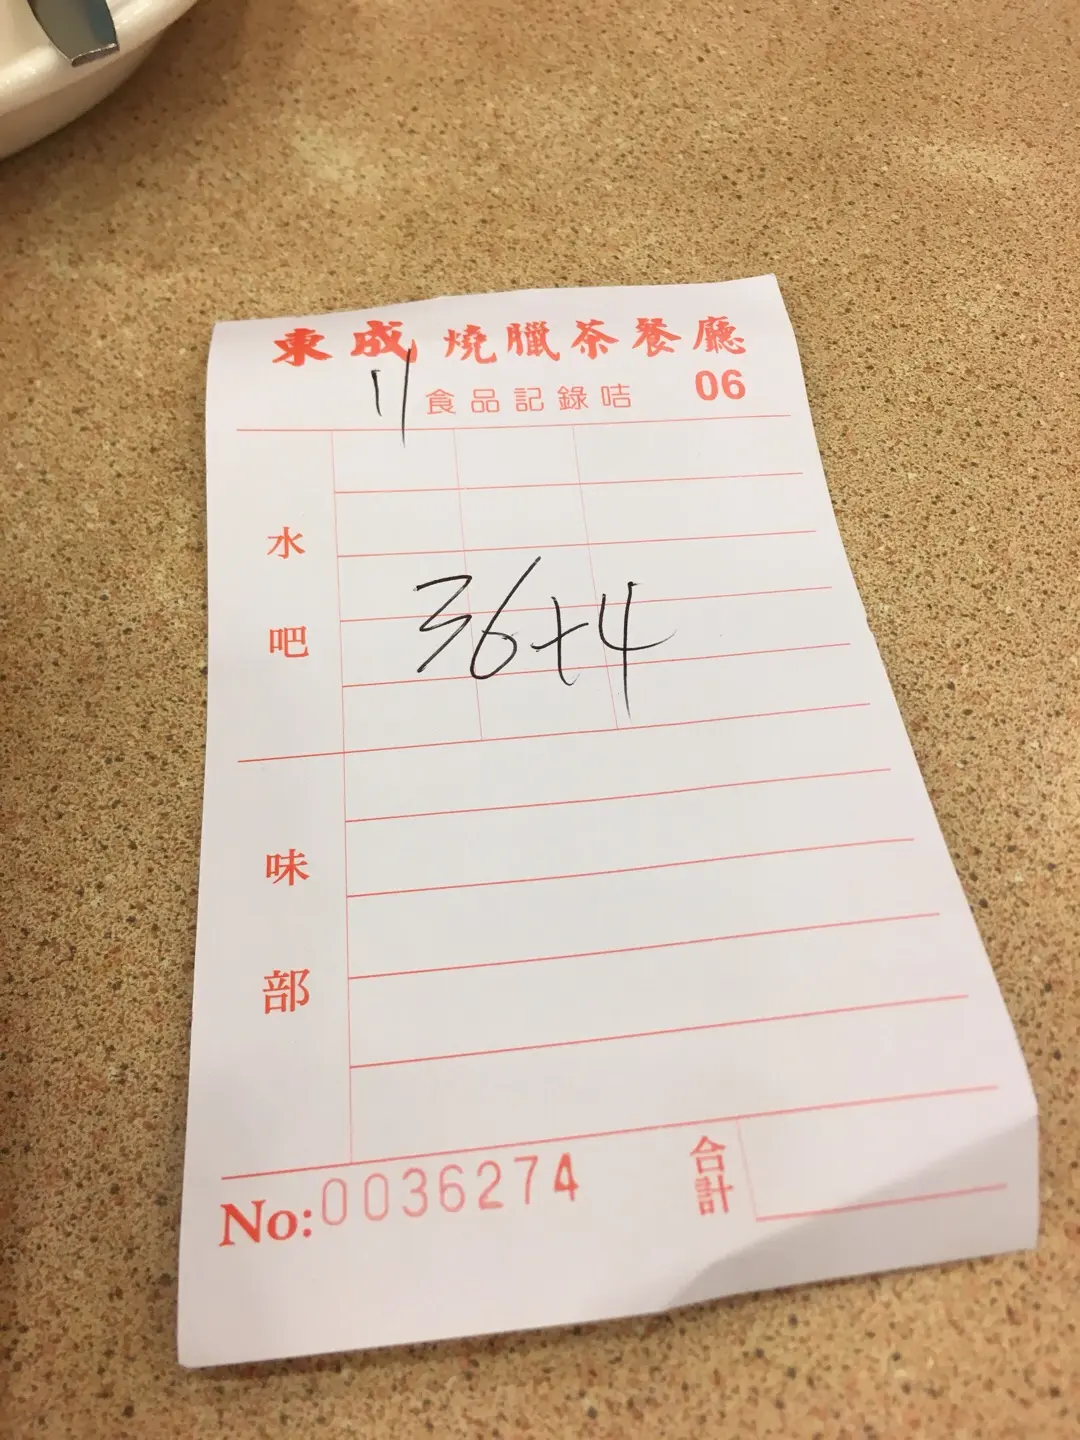 東成燒臘茶餐廳
11 食品記錄咭 06
水吧
36+4
味部
No:0036274 合計